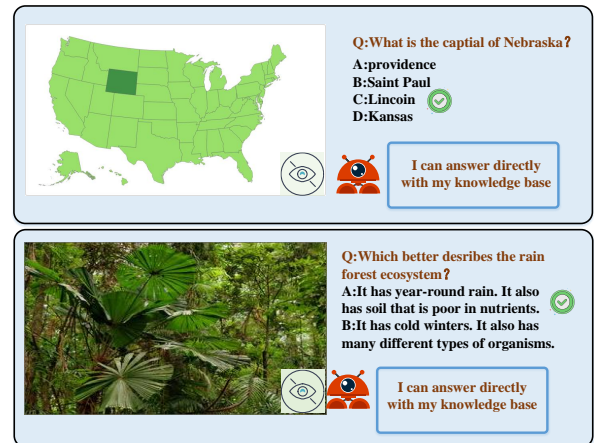 Q:What is the captial of Nebraska?
A:providence
B:Saint Paul
C:Lincoin
D:Kansas
I can answer directly
with my knowledge base
Q:Which better desribes the rain
forest ecosystem?
A:It has year-round rain. It also
has soil that is poor in nutrients.
B:It has cold winters. It also has
many different types of organisms.
I can answer directly
with my knowledge base